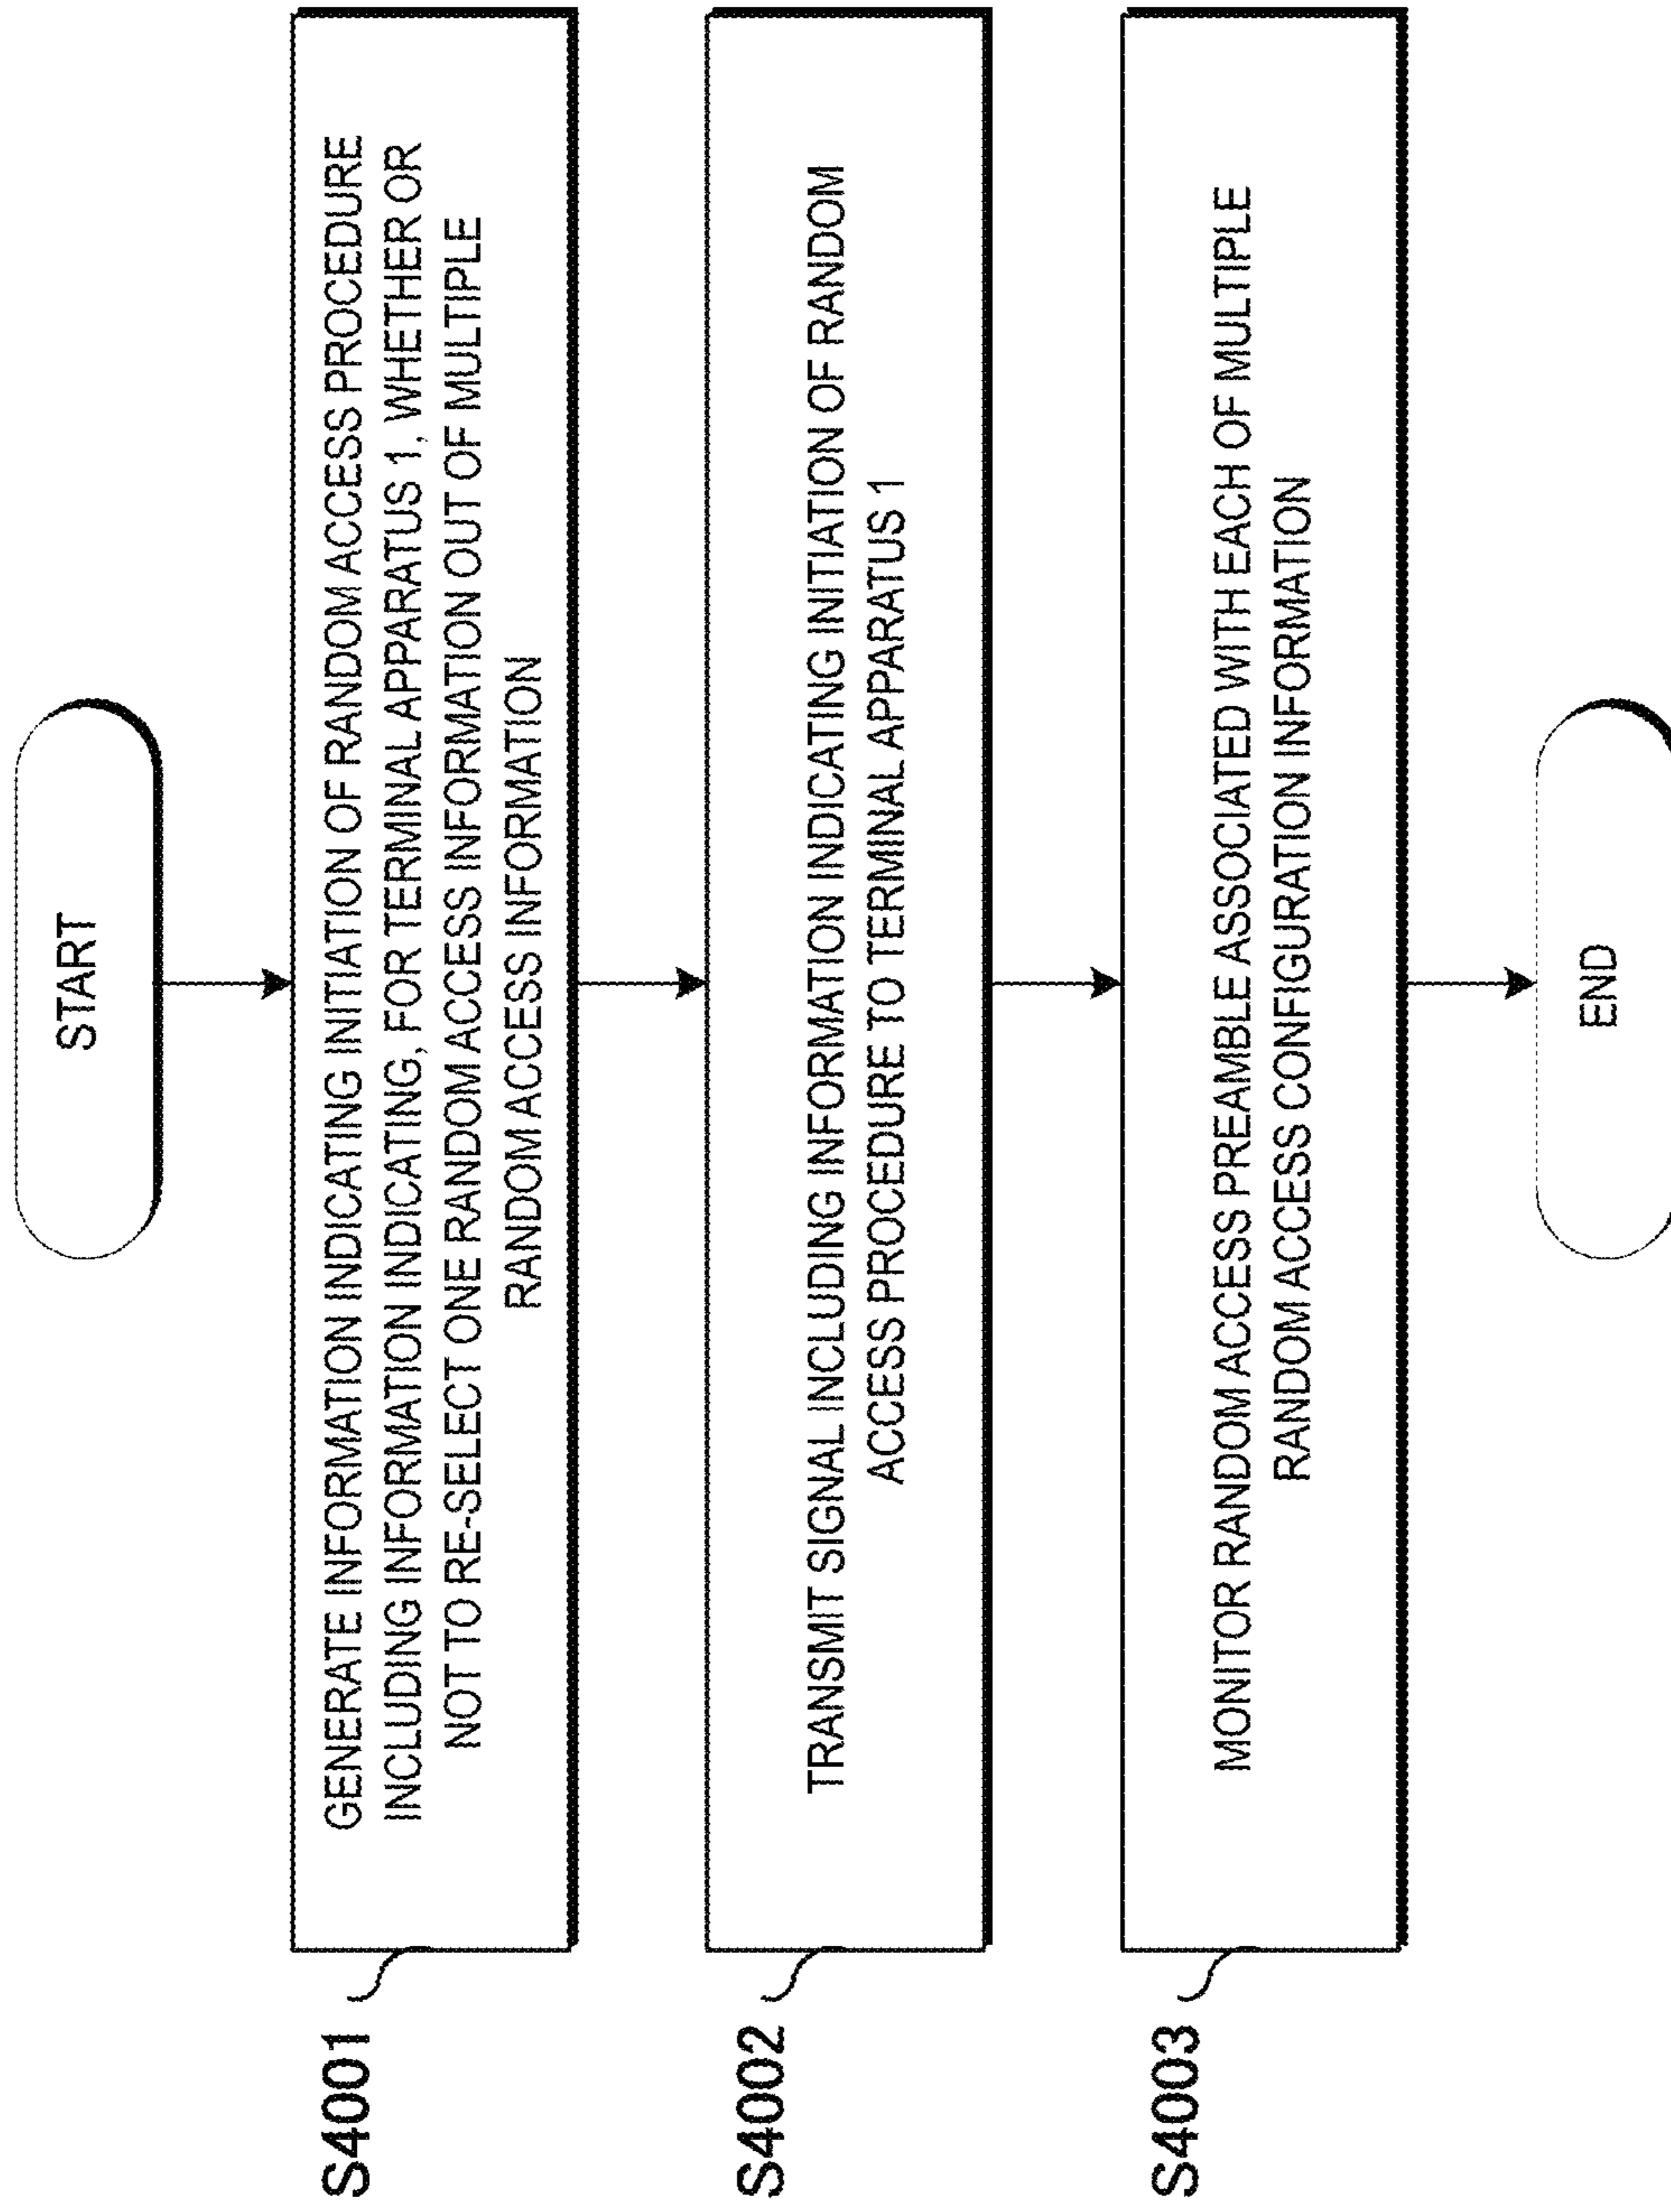 START
S4001
GENERATE INFORMATION INDICATING INITIATION OF RANDOM ACCESS PROCEDURE
INCLUDING INFORMATION INDICATING, FOR TERMINAL APPARATUS 1, WHETHER OR
NOT TO RE-SELECT ONE RANDOM ACCESS INFORMATION OUT OF MULTIPLE
RANDOM ACCESS INFORMATION
S4002
TRANSMIT SIGNAL INCLUDING INFORMATION INDICATING INITIATION OF RANDOM
ACCESS PROCEDURE TO TERMINAL APPARATUS 1
S4003
MONITOR RANDOM ACCESS PREAMBLE ASSOCIATED WITH EACH OF MULTIPLE
RANDOM ACCESS CONFIGURATION INFORMATION
END